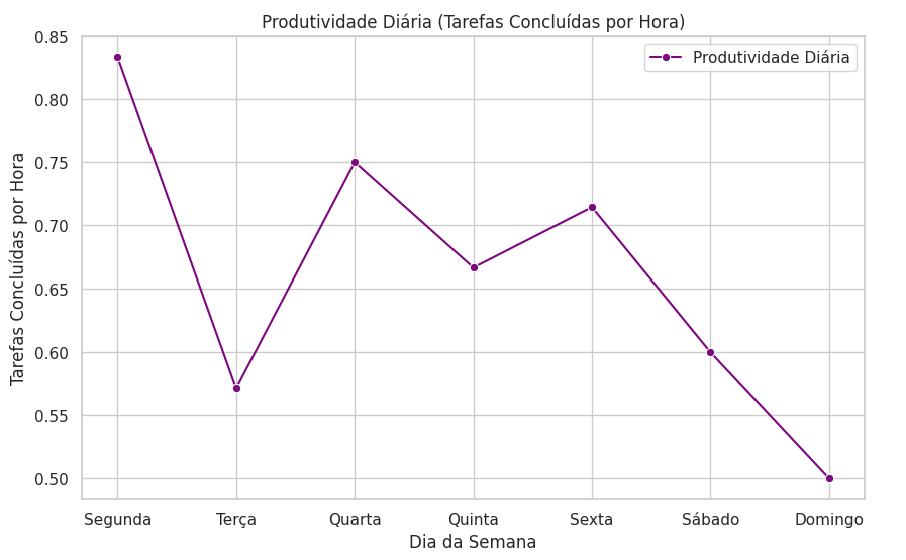 Produtividade Diária (Tarefas Concluídas por Hora)
Produtividade Diária
Tarefas Concluídas por Hora
0.85
0.80
0.75
0.70
0.65
0.60
0.55
0.50
Segunda Terça Quarta Quinta Sexta Sábado Domingo
Dia da Semana